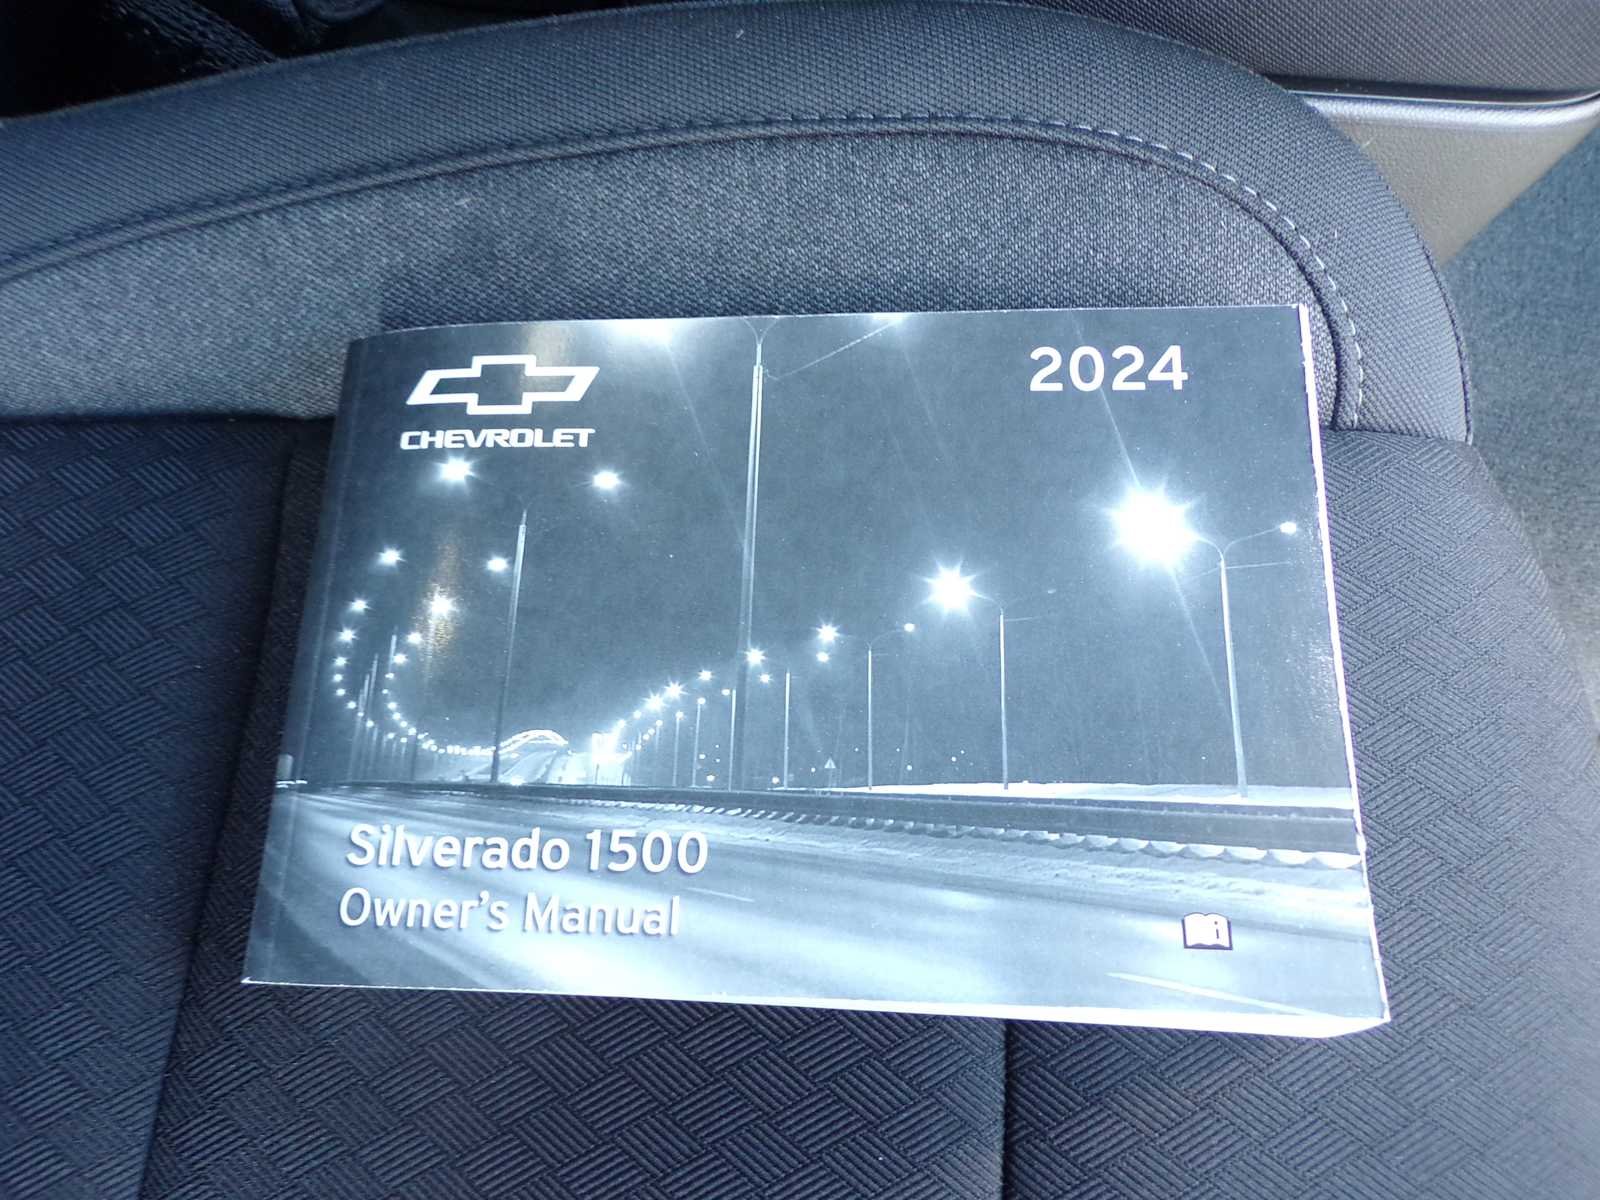 CHEVROLET
2024
Silverado 1500
Owner's Manual
i